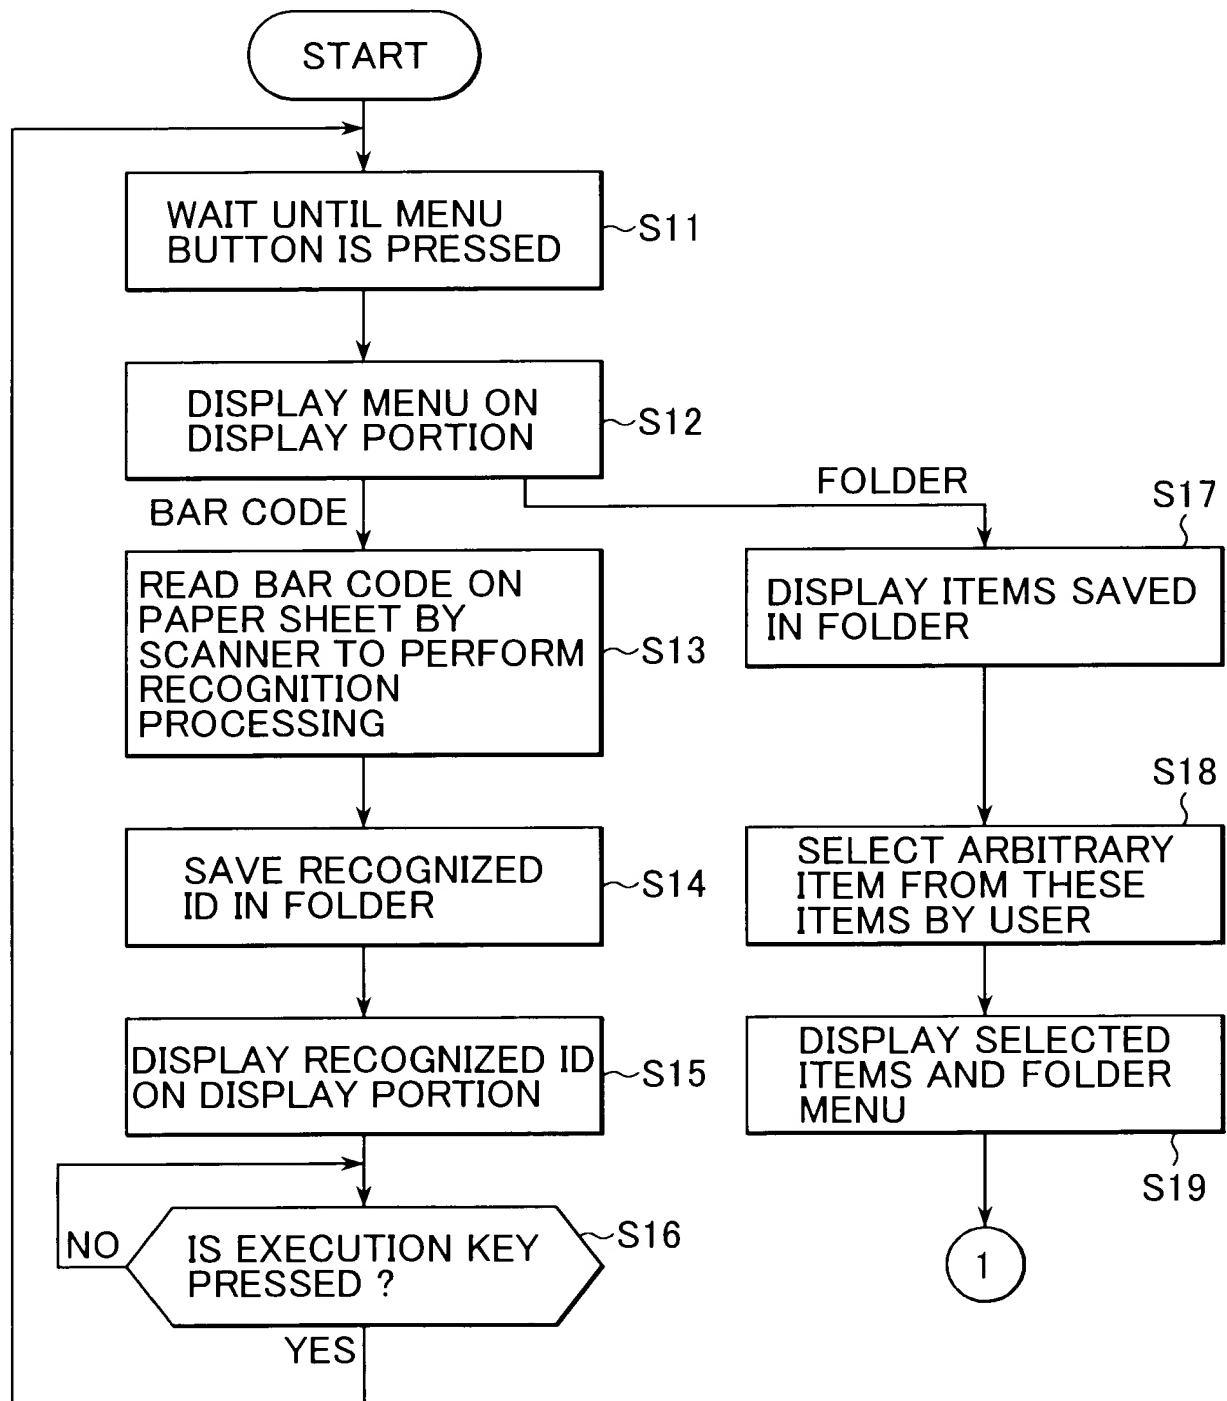 START
WAIT UNTIL MENU
BUTTON IS PRESSED
S11
DISPLAY MENU ON
DISPLAY PORTION
S12
BAR CODE
FOLDER
READ BAR CODE ON
PAPER SHEET BY
SCANNER TO PERFORM
RECOGNITION
PROCESSING
S13
S17
DISPLAY ITEMS SAVED
IN FOLDER
SAVE RECOGNIZED
ID IN FOLDER
S14
S18
SELECT ARBITRARY
ITEM FROM THESE
ITEMS BY USER
DISPLAY RECOGNIZED ID
ON DISPLAY PORTION
S15
DISPLAY SELECTED
ITEMS AND FOLDER
MENU
S19
NO
IS EXECUTION KEY
PRESSED ?
S16
1
YES